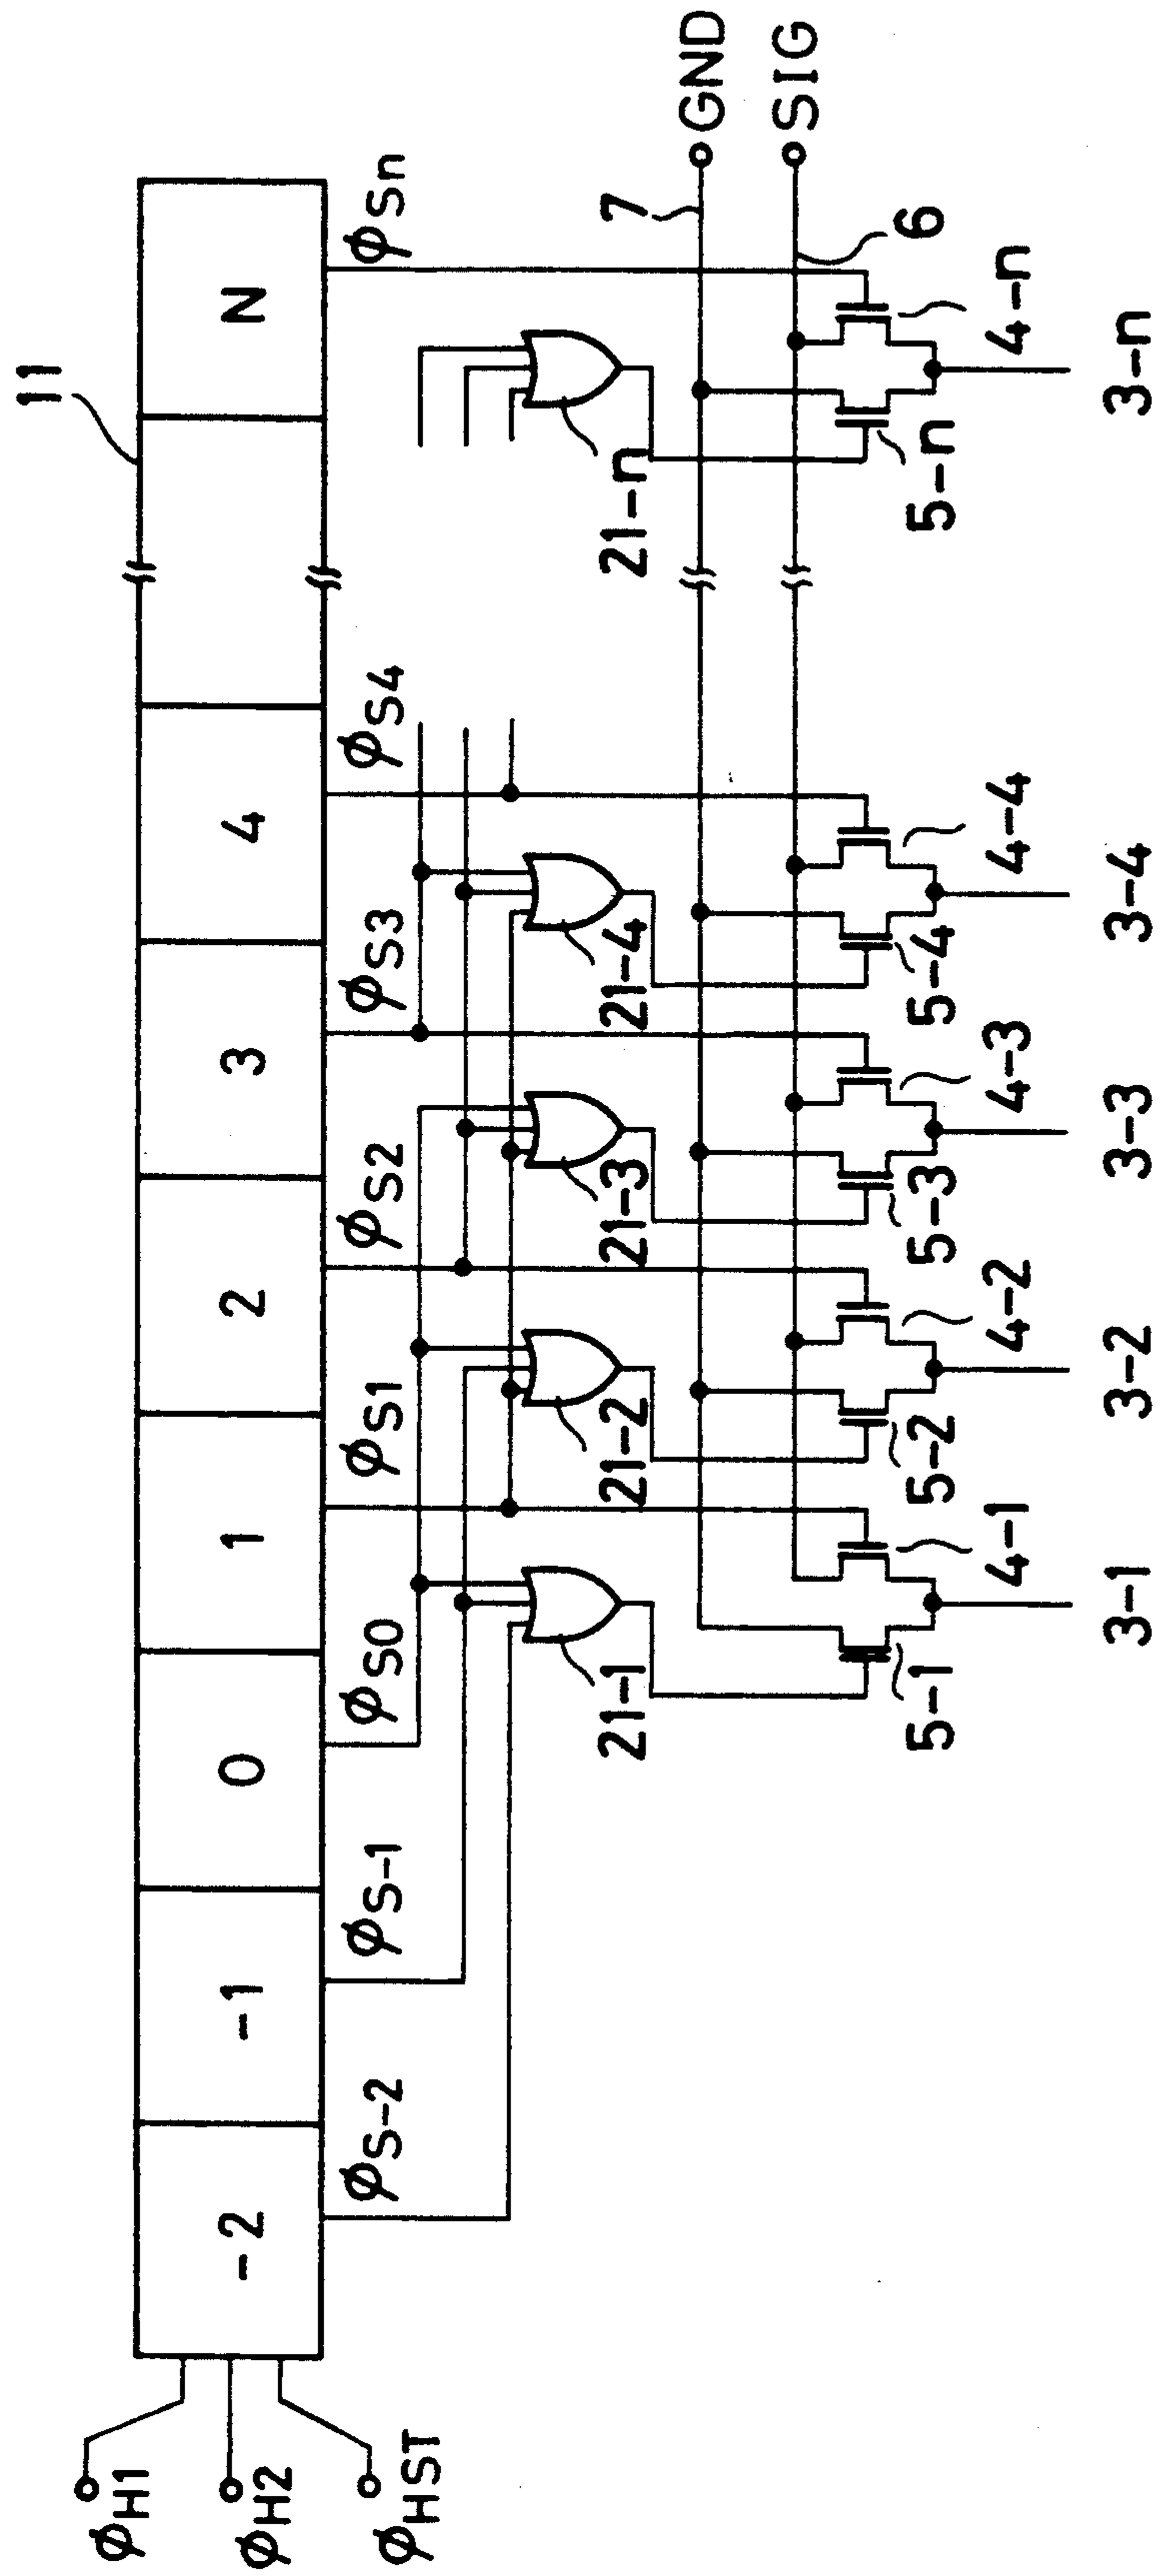 11
-2 -1 0 1 2 3 4 N
ϕH1
ϕH2
ϕHST
ϕS-2 ϕS-1 ϕS0 ϕS1 ϕS2 ϕS3 ϕS4 ϕSn
21-1 21-2 21-3 21-4 21-n
7 GND
SIG
6
5-1 4-1 5-2 4-2 5-3 4-3 5-4 4-4 5-n 4-n
3-1 3-2 3-3 3-4 3-n